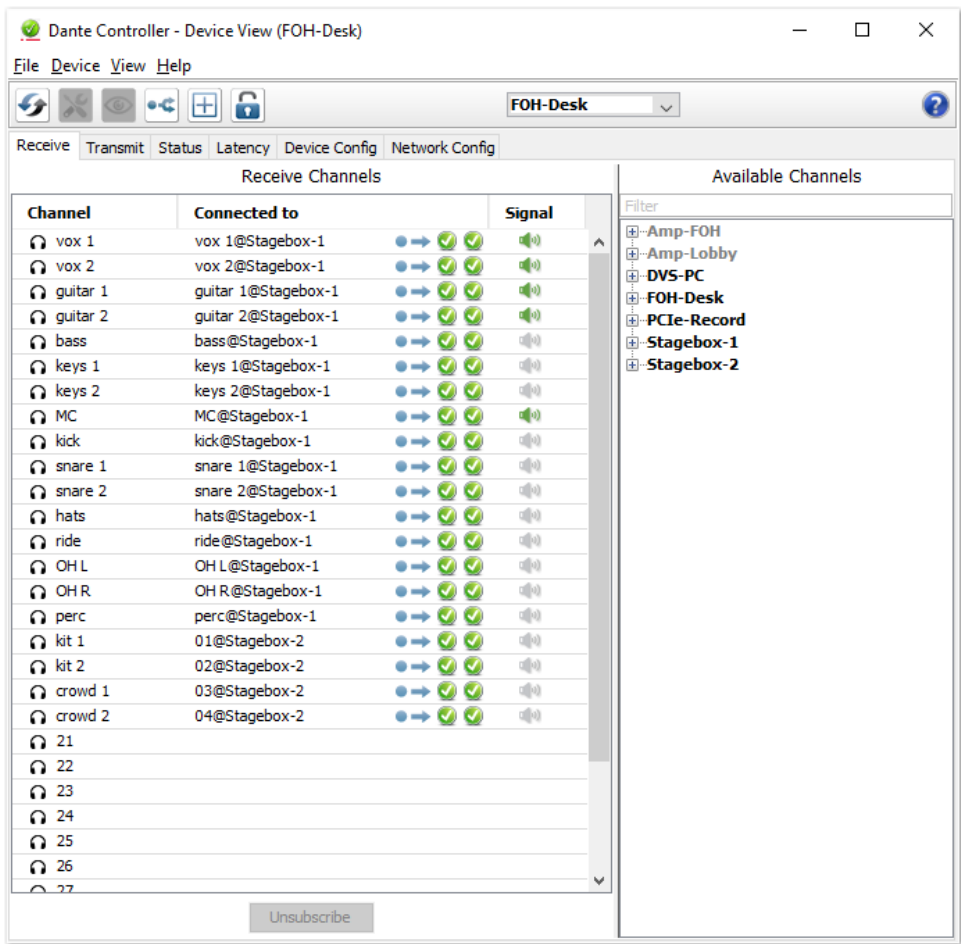 Dante Controller - Device View (FOH-Desk)
File Device View Help
FOH-Desk
Receive Transmit Status Latency Device Config Network Config
Receive Channels
Channel Connected to Signal
vox 1 vox 1@Stagebox-1
vox 2 vox 2@Stagebox-1
guitar 1 guitar 1@Stagebox-1
guitar 2 guitar 2@Stagebox-1
bass bass@Stagebox-1
keys 1 keys 1@Stagebox-1
keys 2 keys 2@Stagebox-1
MC MC@Stagebox-1
kick kick@Stagebox-1
snare 1 snare 1@Stagebox-1
snare 2 snare 2@Stagebox-1
hats hats@Stagebox-1
ride ride@Stagebox-1
OH L OH L@Stagebox-1
OH R OH R@Stagebox-1
perc perc@Stagebox-1
kit 1 01@Stagebox-2
kit 2 02@Stagebox-2
crowd 1 03@Stagebox-2
crowd 2 04@Stagebox-2
21
22
23
24
25
26
27
Unsubscribe
Available Channels
Filter
Amp-FOH
Amp-Lobby
DVS-PC
FOH-Desk
PCIe-Record
Stagebox-1
Stagebox-2